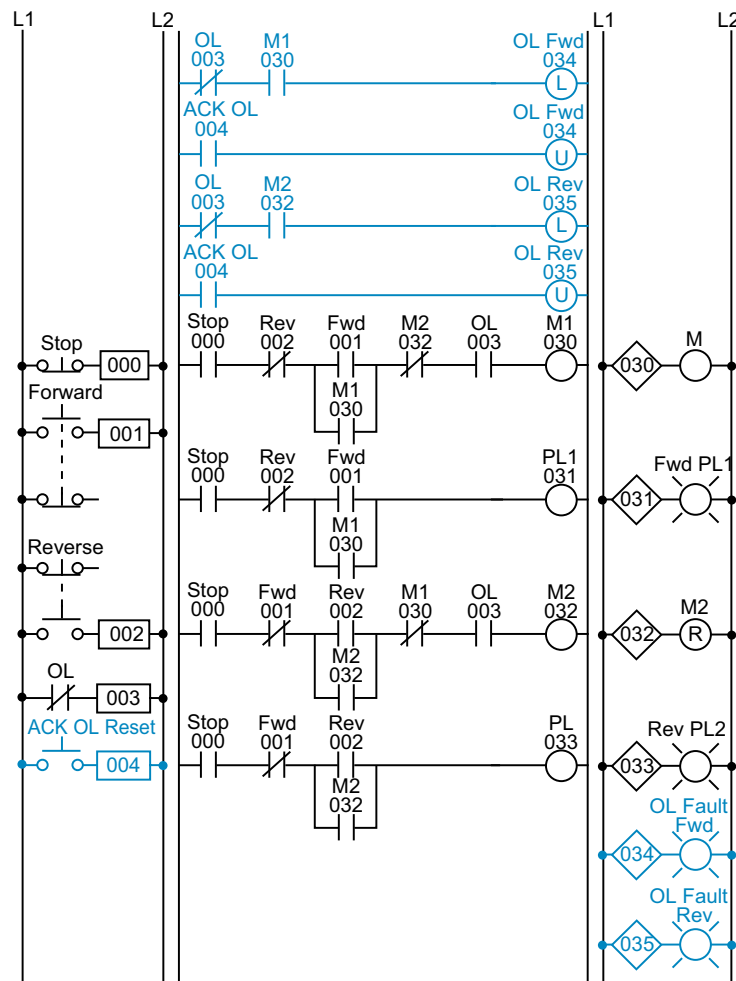 L1
L2
L1
L2
OL
003
M1
030
OL Fwd
034
L
ACK OL
004
OL Fwd
034
U
OL
003
M2
032
OL Rev
035
L
ACK OL
004
OL Rev
035
U
Stop
000
Stop
000
Rev
002
Fwd
001
M2
032
OL
003
M1
030
M1
030
030
M
Forward
001
Stop
000
Rev
002
Fwd
001
PL1
031
M1
030
031
Fwd PL1
Reverse
002
Stop
000
Fwd
001
Rev
002
M1
030
OL
003
M2
032
M2
032
032
M2
R
OL
003
ACK OL Reset
004
Stop
000
Fwd
001
Rev
002
PL
033
M2
032
033
Rev PL2
OL Fault
Fwd
034
OL Fault
Rev
035